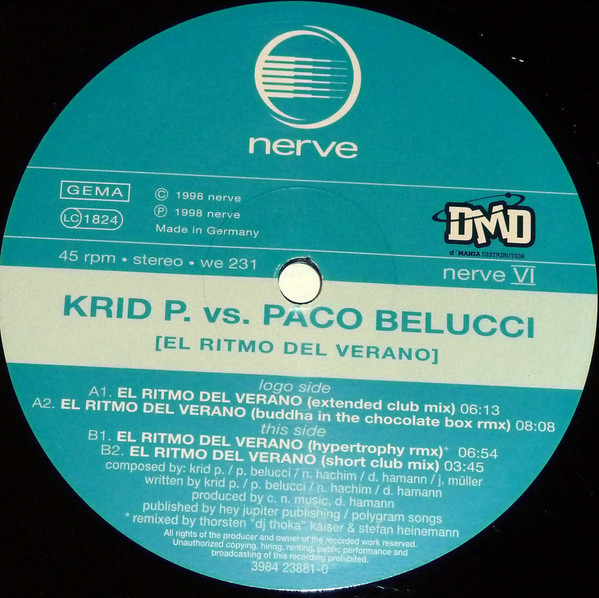 nerve
GEMA
LC 1824
© 1998 nerve
℗ 1998 nerve
Made in Germany
DMD
d'MANIA DISTRIBUTION
45 rpm • stereo • we 231
nerve VI
KRID P. vs. PACO BELUCCI
[EL RITMO DEL VERANO]
logo side
A1. EL RITMO DEL VERANO (extended club mix) 06:13
A2. EL RITMO DEL VERANO (buddha in the chocolate box rmx) 08:08
this side
B1. EL RITMO DEL VERANO (hypertrophy rmx)* 06:54
B2. EL RITMO DEL VERANO (short club mix) 03:45
composed by: krid p. / p. belucci / n. hachim / d. hamann / j. müller
written by krid p. / p. belucci / n. hachim / d. hamann
produced by c. n. music, d. hamann
published by hey jupiter publishing / polygram songs
* remixed by thorsten "dj thoka" kaiser & stefan heinemann
All rights of the producer and owner of the recorded work reserved.
Unauthorized copying, hiring, renting, public performance and
broadcasting of this recording prohibited.
3984 23881-0